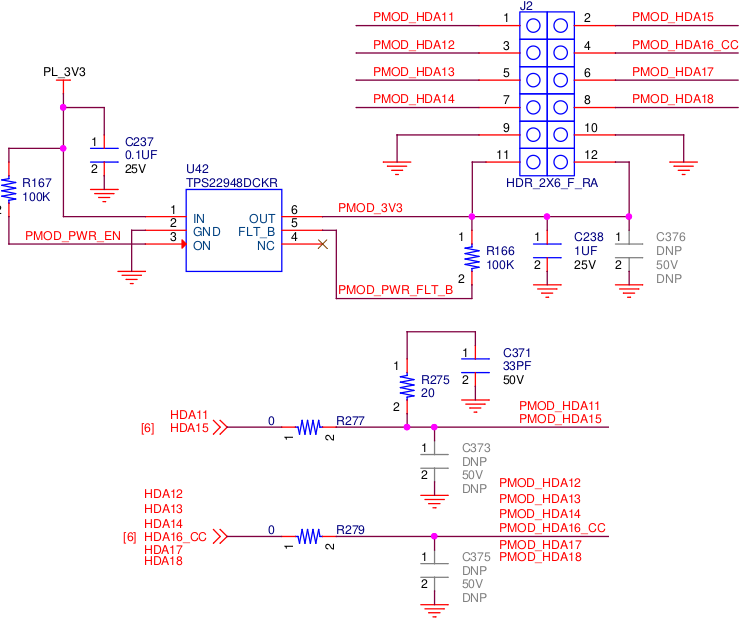 J2
PMOD_HDA11 1 2 PMOD_HDA15
PMOD_HDA12 3 4 PMOD_HDA16_CC
PMOD_HDA13 5 6 PMOD_HDA17
PMOD_HDA14 7 8 PMOD_HDA18
9 10
11 12
HDR_2X6_F_RA
PL_3V3
1 C237
0.1UF
2 25V
R167
100K
2
U42
TPS22948DCKR
1 IN OUT 6 PMOD_3V3
2 GND FLT_B 5
PMOD_PWR_EN 3 ON NC 4
PMOD_PWR_FLT_B
1
R166
100K
2
1 C238
1UF
2 25V
1 C376
DNP
2 50V
DNP
1
R275
20
2
1 C371
33PF
2 50V
HDA11
[6] HDA15
0 R277
1 2
PMOD_HDA11
PMOD_HDA15
1 C373
DNP
2 50V
DNP
HDA12
HDA13
HDA14
[6] HDA16_CC
HDA17
HDA18
0 R279
1 2
PMOD_HDA12
PMOD_HDA13
PMOD_HDA14
PMOD_HDA16_CC
PMOD_HDA17
PMOD_HDA18
1 C375
DNP
2 50V
DNP